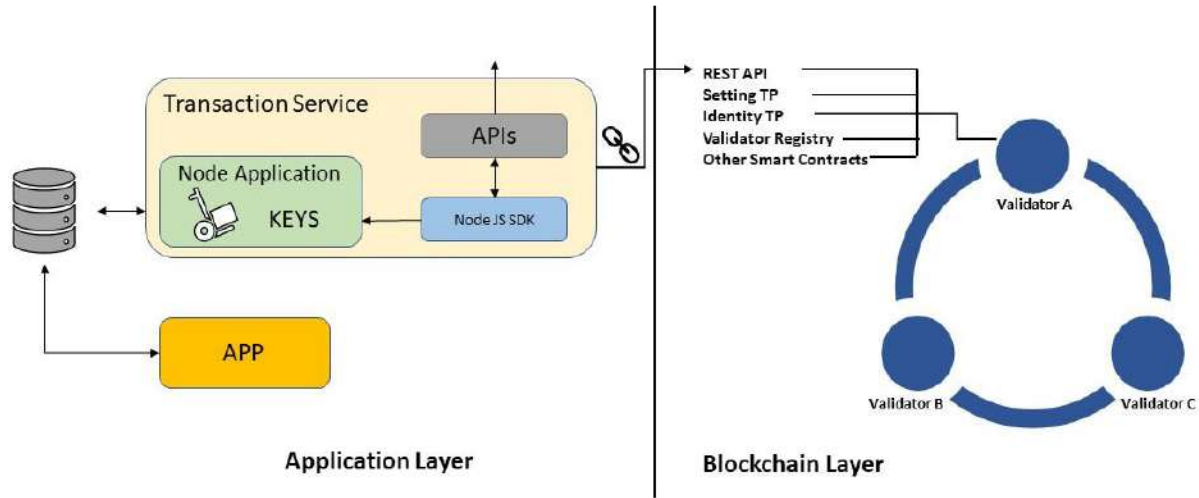 Transaction Service
APIs
Node Application
KEYS
Node JS SDK
APP
Application Layer
REST API
Setting TP
Identity TP
Validator Registry
Other Smart Contracts
Validator A
Validator B
Validator C
Blockchain Layer